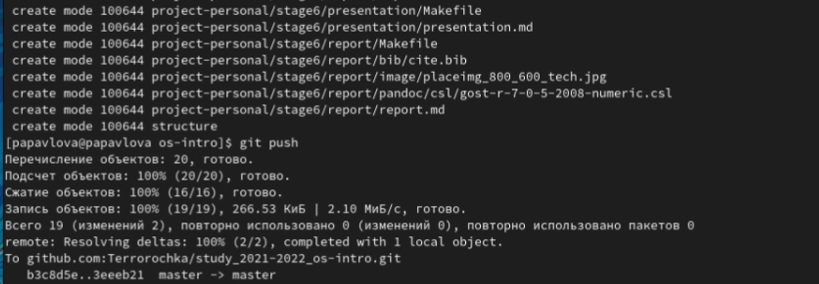 create mode 100644 project-personal/stage6/presentation/Makefile
create mode 100644 project-personal/stage6/presentation/presentation.md
create mode 100644 project-personal/stage6/report/Makefile
create mode 100644 project-personal/stage6/report/bib/cite.bib
create mode 100644 project-personal/stage6/report/image/placeimg_800_600_tech.jpg
create mode 100644 project-personal/stage6/report/pandoc/csl/gost-r-7-0-5-2008-numeric.csl
create mode 100644 project-personal/stage6/report/report.md
create mode 100644 structure
[papavlova@papavlova os-intro]$ git push
Перечисление объектов: 20, готово.
Подсчет объектов: 100% (20/20), готово.
Сжатие объектов: 100% (16/16), готово.
Запись объектов: 100% (19/19), 266.53 КиБ | 2.10 МиБ/с, готово.
Всего 19 (изменений 2), повторно использовано 0 (изменений 0), повторно использовано пакетов 0
remote: Resolving deltas: 100% (2/2), completed with 1 local object.
To github.com:Terrorochka/study_2021-2022_os-intro.git
b3c8d5e..3eeeb21  master -> master